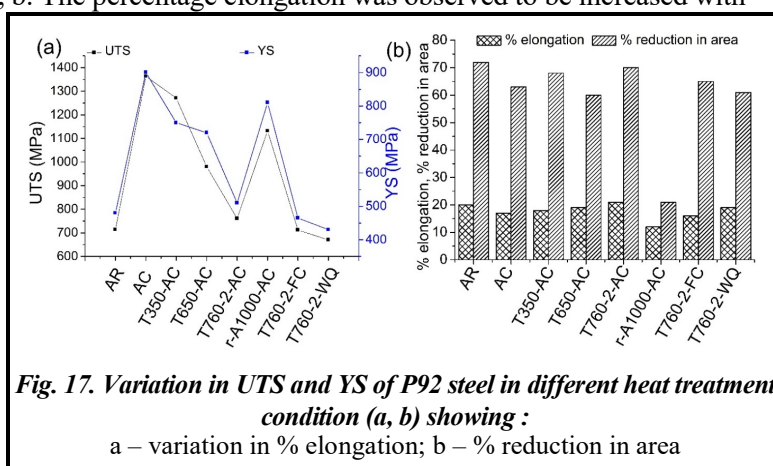 ; b. The percentage elongation was observed to be increased with
(a)
UTS
YS
1400
1300
1200
1100
1000
900
800
700
600
UTS (MPa)
900
800
700
600
500
400
YS (MPa)
AR
AC
T350-AC
T650-AC
T760-2-AC
r-A1000-AC
T760-2-FC
T760-2-WQ
(b)
% elongation
% reduction in area
80
70
60
50
40
30
20
10
0
% elongation, % reduction in area
AR
AC
T350-AC
T650-AC
T760-2-AC
r-A1000-AC
T760-2-FC
T760-2-WQ
Fig. 17. Variation in UTS and YS of P92 steel in different heat treatment
condition (a, b) showing :
a – variation in % elongation; b – % reduction in area